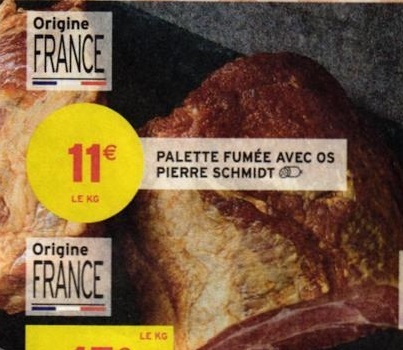 Origine
FRANCE
11€
LE KG
PALETTE FUMÉE AVEC OS
PIERRE SCHMIDT
Origine
FRANCE
LE KG